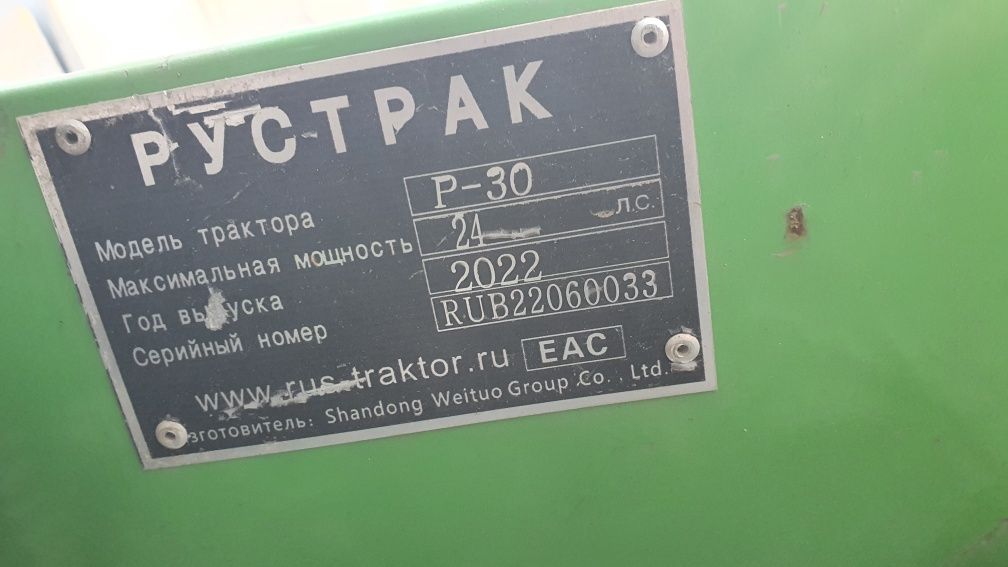 РУСТРАК
Модель трактора Р-30
Максимальная мощность 24 Л.С.
Год выпуска 2022
Серийный номер RUB22060033
www.rus-traktor.ru EAC
зготовитель: Shandong Weituo Group Co., Ltd.